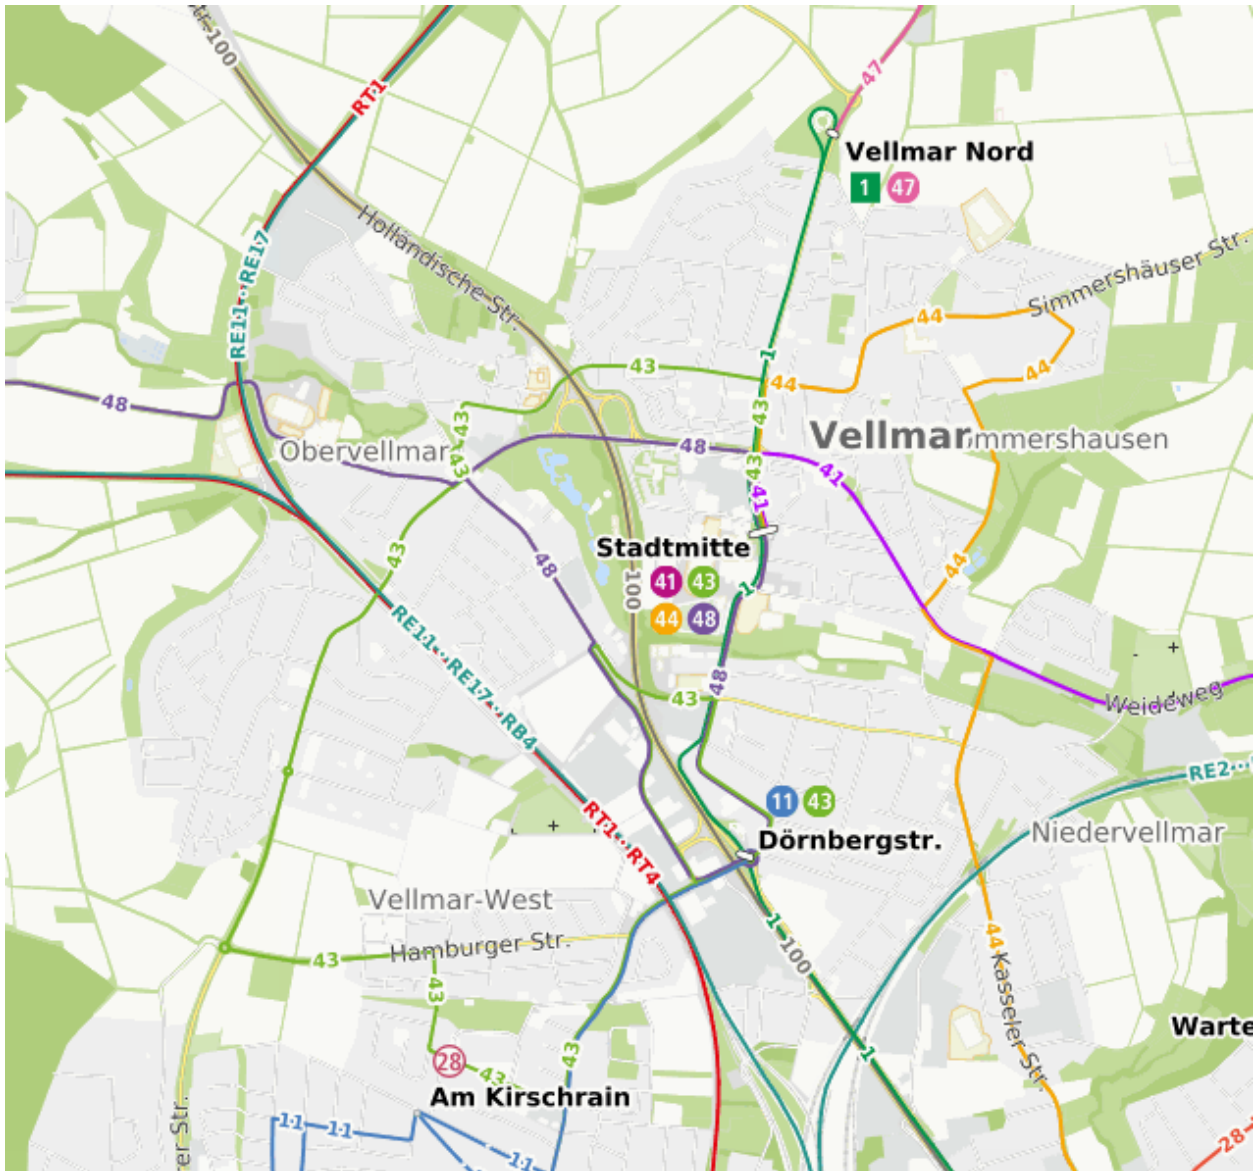 100
RT1
47
Vellmar Nord
1 47
RE11··RE17
Holländische Str.
Simmershäuser Str.
44
1
43
44
44
48
43
43
Vellmar
Obervellmar
48
43
43
41
41
Stadtmitte
41 43
44 48
43
48
100
1
44
RE11··RE17··RB4
43
48
Weideweg
RE2
11 43
Dörnbergstr.
RT1··RT4
Niedervellmar
Vellmar-West
Hamburger Str.
43
1
100
44
Kasseler Str.
43
43
1
28
43
Am Kirschrain
Warte
11
11
11
28